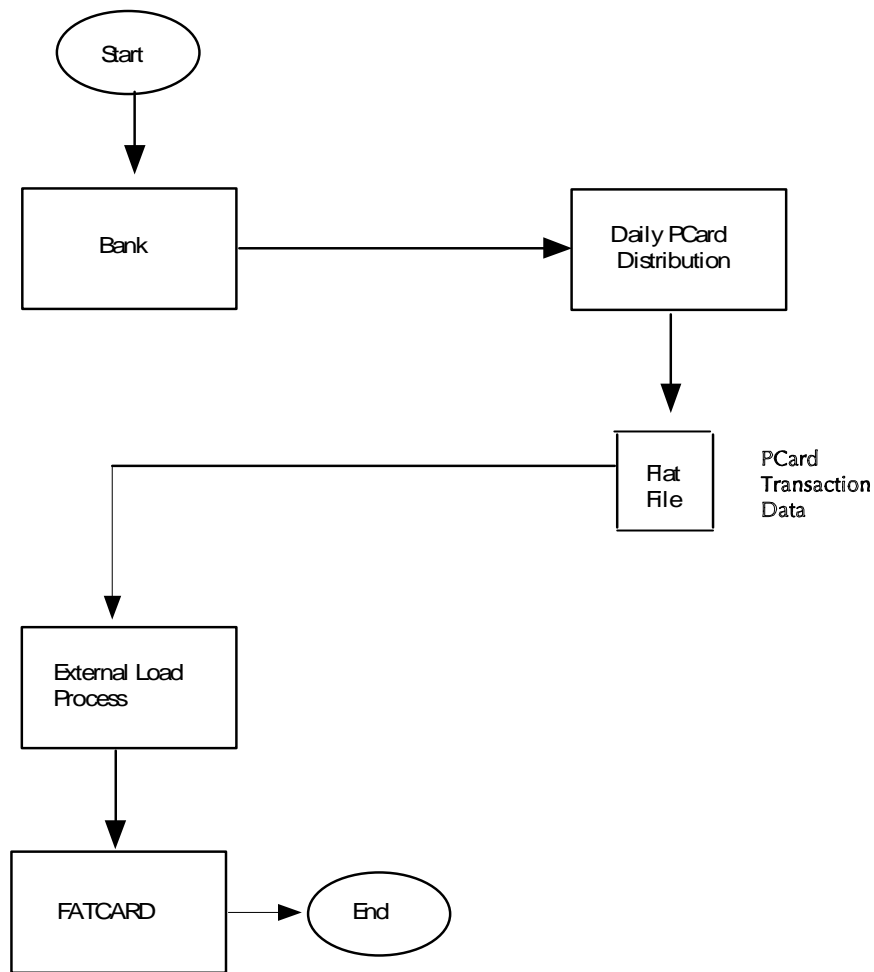 Start
Bank
Daily PCard
Distribution
Flat
File
PCard
Transaction
Data
External Load
Process
FATCARD
End